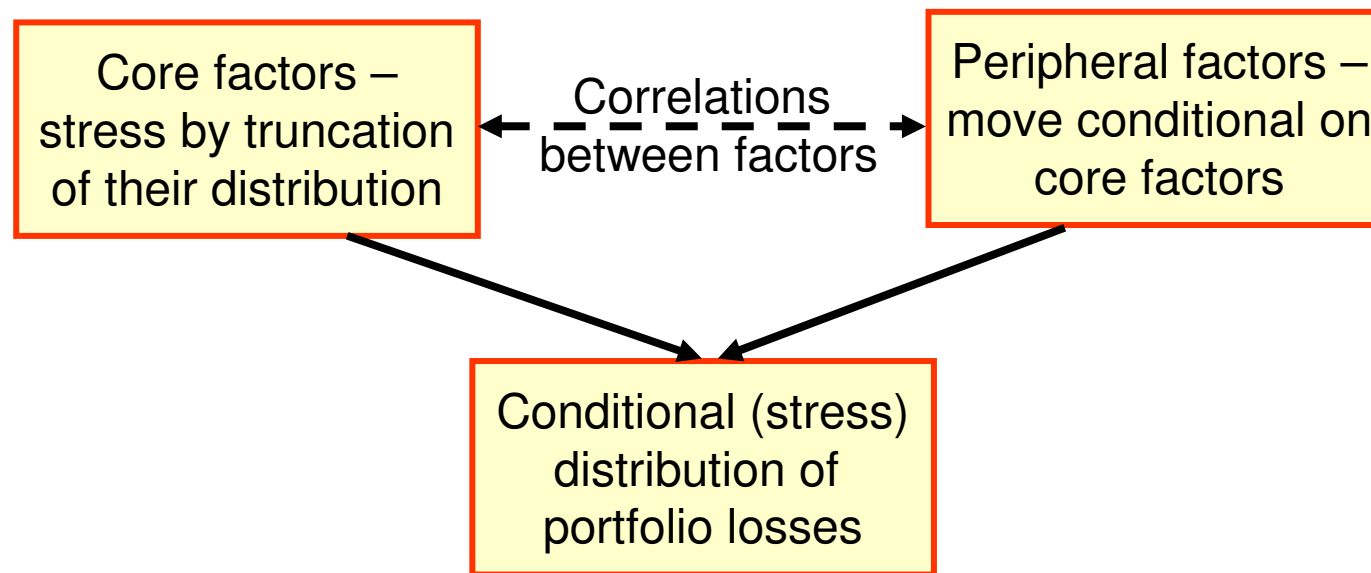 Core factors –
stress by truncation
of their distribution
Correlations
between factors
Peripheral factors –
move conditional on
core factors
Conditional (stress)
distribution of
portfolio losses